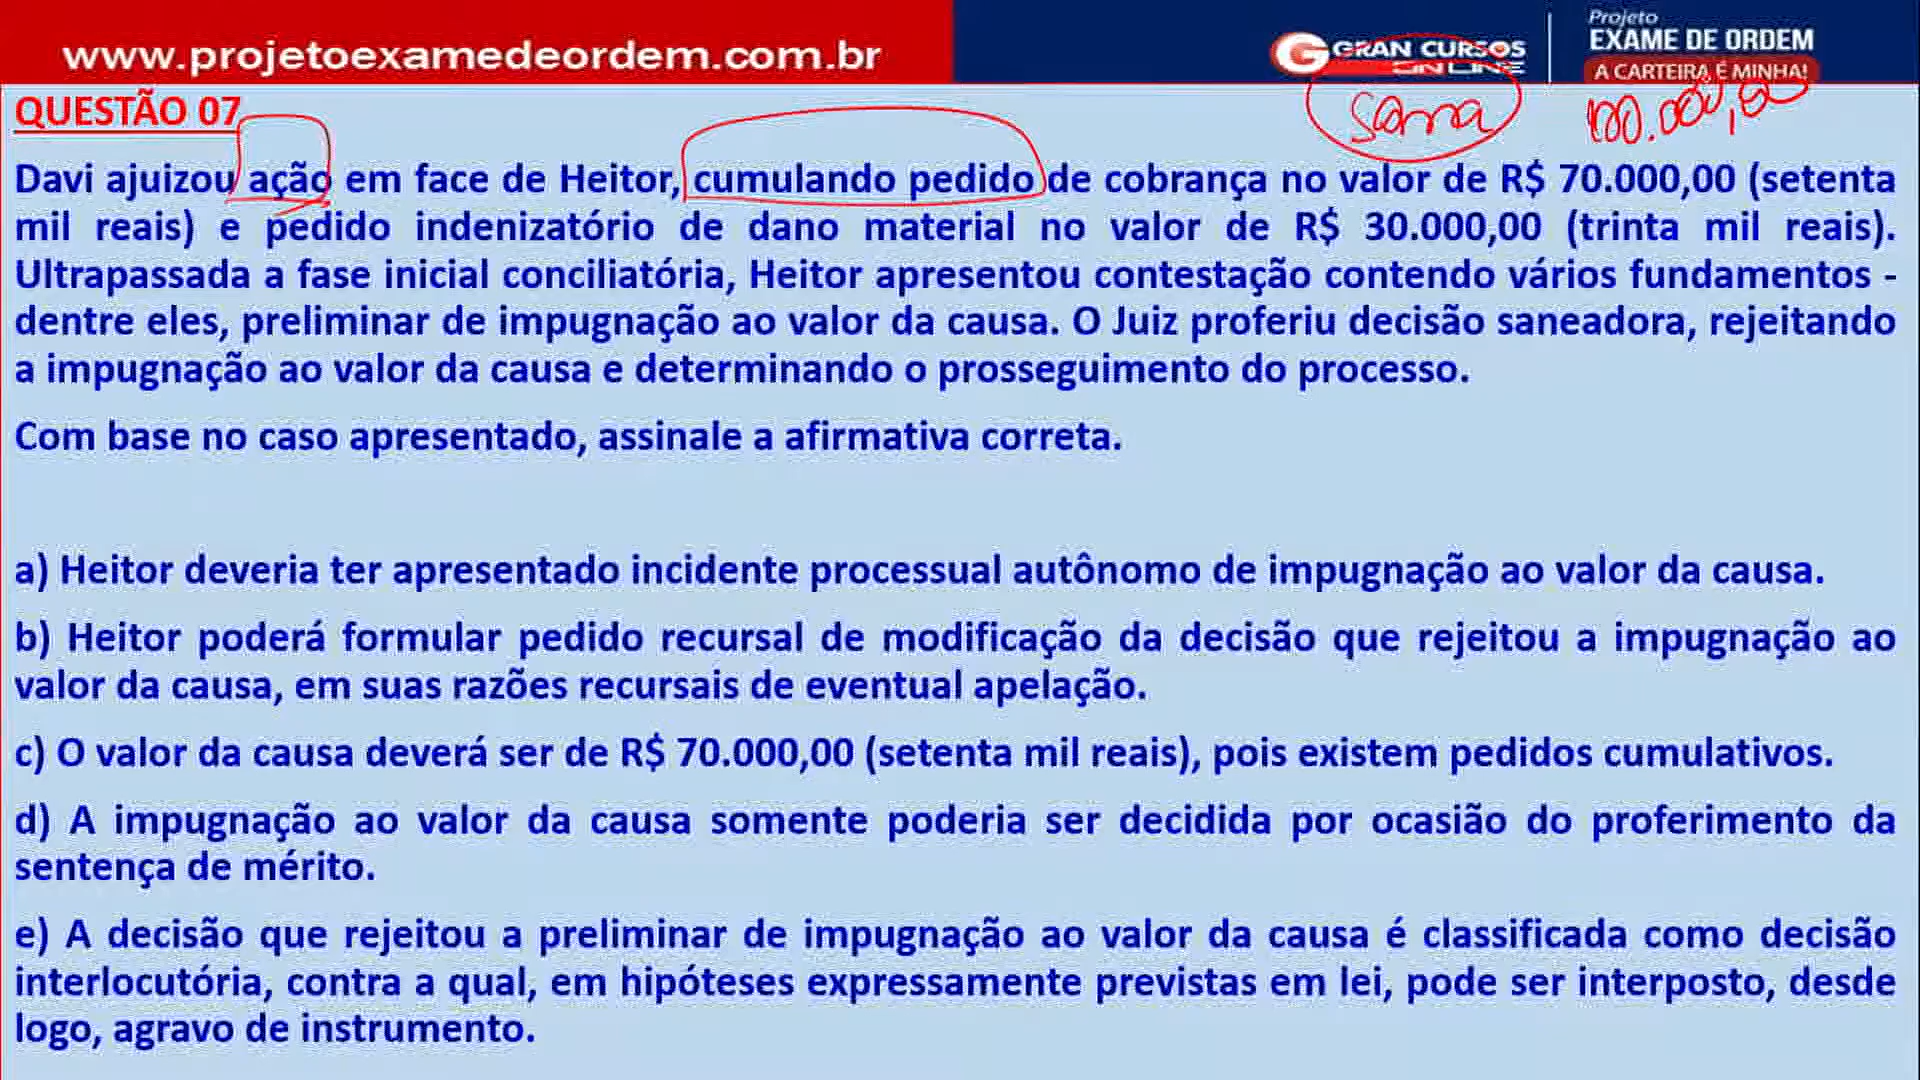 www.projetoexamedeordem.com.br
GRAN CURSOS
ONLINE
Projeto
EXAME DE ORDEM
A CARTEIRA É MINHA!
QUESTÃO 07
soma
100.000,00
Davi ajuizou ação em face de Heitor, cumulando pedido de cobrança no valor de R$ 70.000,00 (setenta
mil reais) e pedido indenizatório de dano material no valor de R$ 30.000,00 (trinta mil reais).
Ultrapassada a fase inicial conciliatória, Heitor apresentou contestação contendo vários fundamentos -
dentre eles, preliminar de impugnação ao valor da causa. O Juiz proferiu decisão saneadora, rejeitando
a impugnação ao valor da causa e determinando o prosseguimento do processo.
Com base no caso apresentado, assinale a afirmativa correta.
a) Heitor deveria ter apresentado incidente processual autônomo de impugnação ao valor da causa.
b) Heitor poderá formular pedido recursal de modificação da decisão que rejeitou a impugnação ao
valor da causa, em suas razões recursais de eventual apelação.
c) O valor da causa deverá ser de R$ 70.000,00 (setenta mil reais), pois existem pedidos cumulativos.
d) A impugnação ao valor da causa somente poderia ser decidida por ocasião do proferimento da
sentença de mérito.
e) A decisão que rejeitou a preliminar de impugnação ao valor da causa é classificada como decisão
interlocutória, contra a qual, em hipóteses expressamente previstas em lei, pode ser interposto, desde
logo, agravo de instrumento.